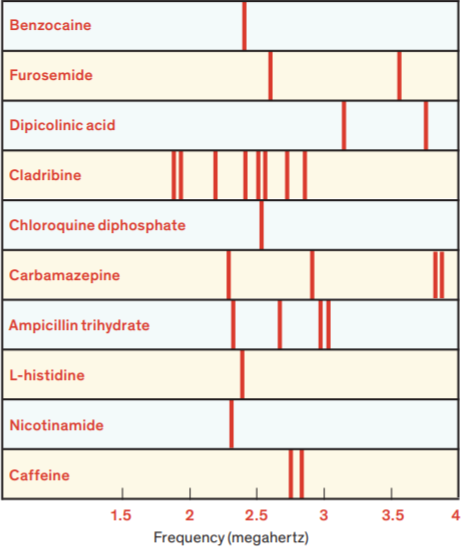 Benzocaine
Furosemide
Dipicolinic acid
Cladribine
Chloroquine diphosphate
Carbamazepine
Ampicillin trihydrate
L-histidine
Nicotinamide
Caffeine
1.5 2 2.5 3 3.5 4
Frequency (megahertz)